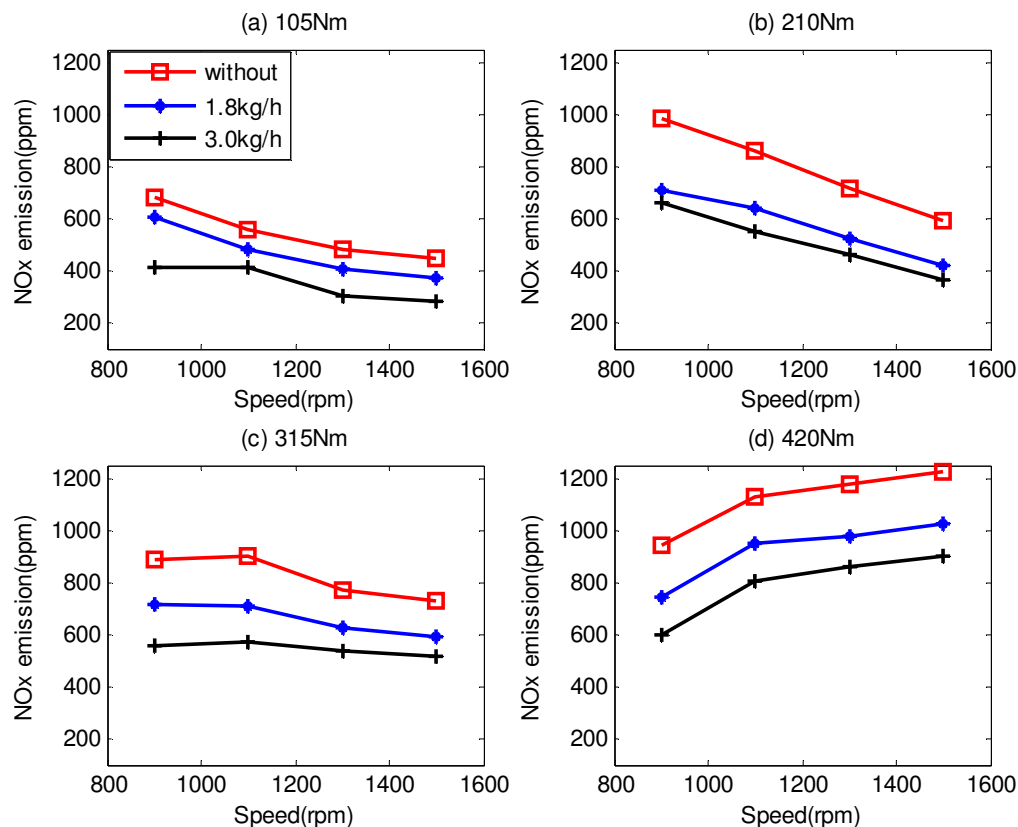 (a) 105Nm
NOx emission(ppm)
1200
1000
800
600
400
200
without
1.8kg/h
3.0kg/h
800 1000 1200 1400 1600
Speed(rpm)
(b) 210Nm
NOx emission(ppm)
1200
1000
800
600
400
200
800 1000 1200 1400 1600
Speed(rpm)
(c) 315Nm
NOx emission(ppm)
1200
1000
800
600
400
200
800 1000 1200 1400 1600
Speed(rpm)
(d) 420Nm
NOx emission(ppm)
1200
1000
800
600
400
200
800 1000 1200 1400 1600
Speed(rpm)